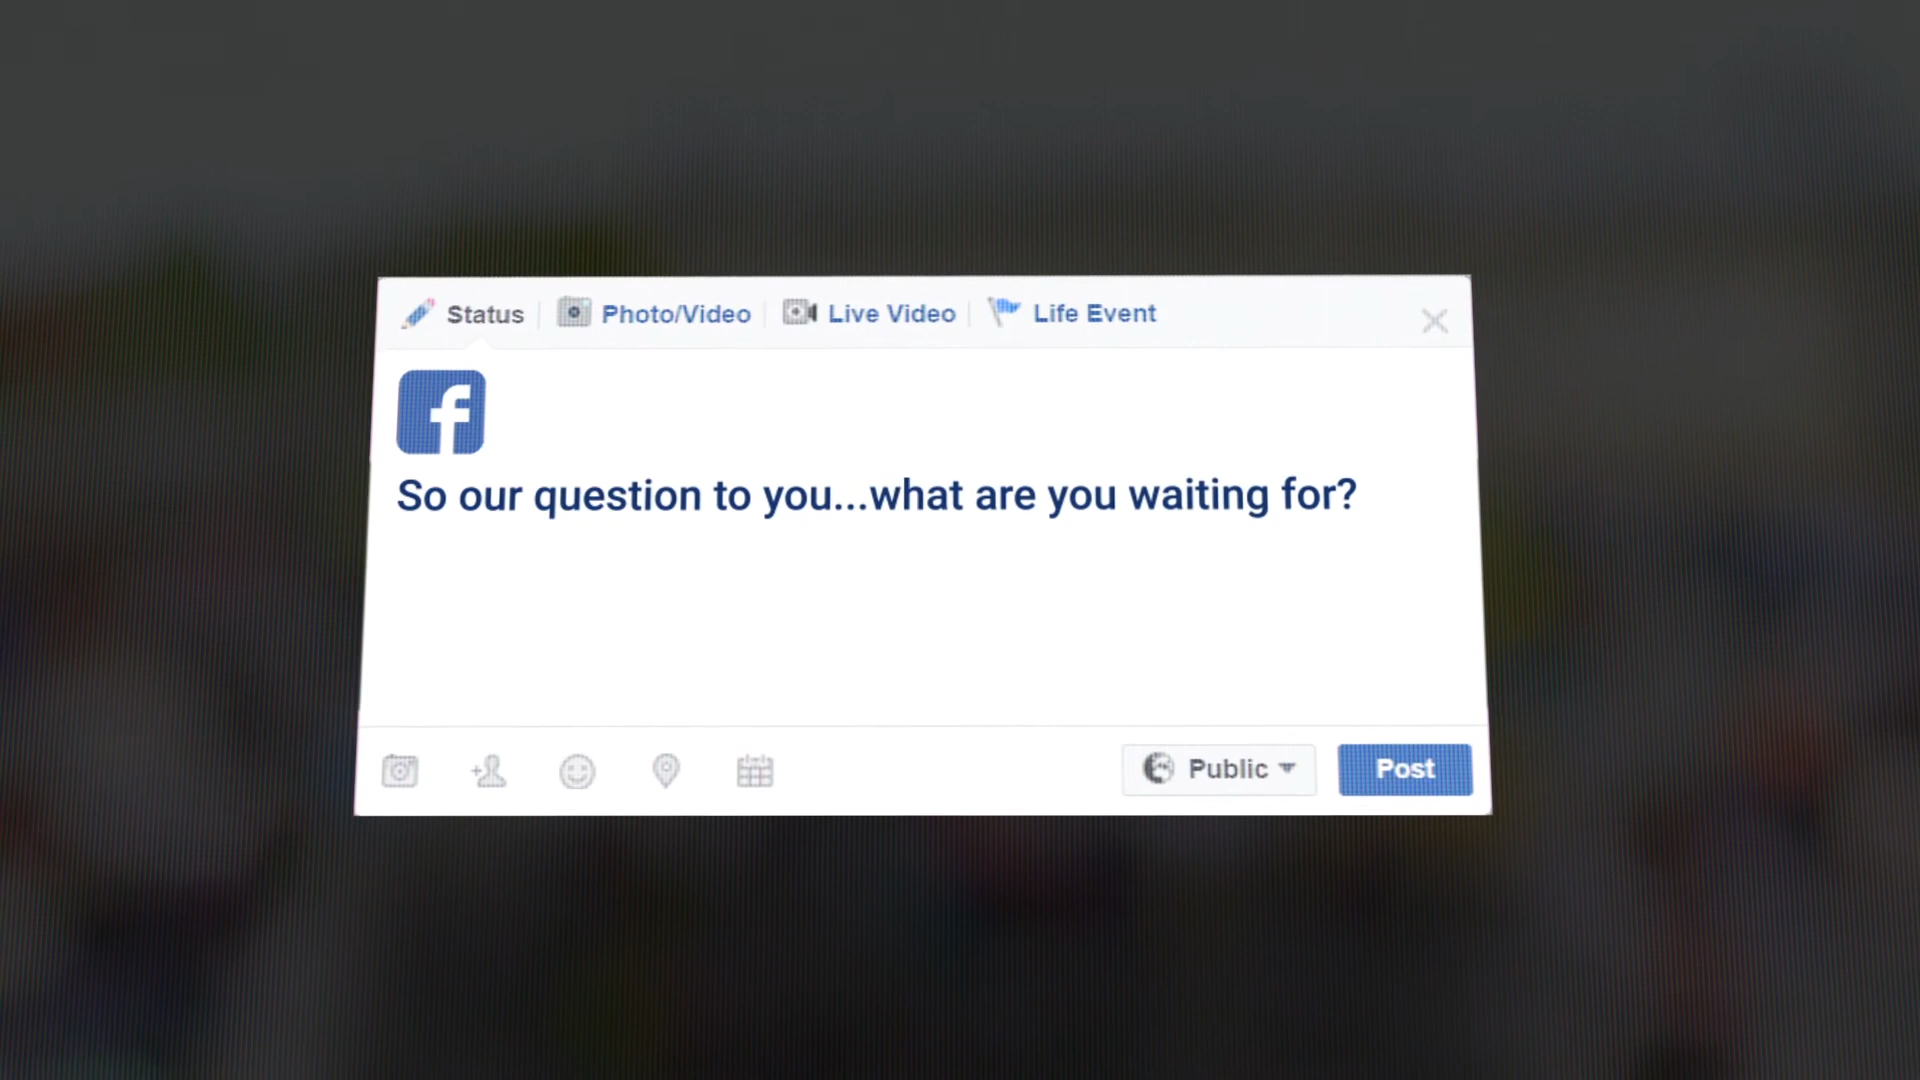 Status Photo/Video Live Video Life Event
So our question to you...what are you waiting for?
Public Post